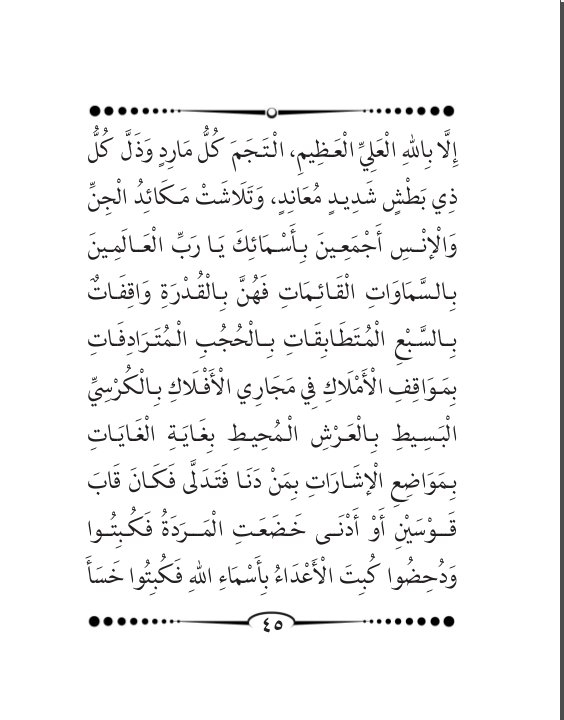 إِلَّا بِاللهِ الْعَلِيِّ الْعَظِيمِ، الْتَجَمَ كُلُّ مَارِدٍ وَذَلَّ كُلُّ
ذِي بَطْشٍ شَدِيدٍ مُعَانِدٍ، وَتَلَاشَتْ مَكَائِدُ الْجِنِّ
وَالْإِنْسِ أَجْمَعِينَ بِأَسْمَائِكَ يَا رَبِّ الْعَالَمِينَ
بِالسَّمَاوَاتِ الْقَائِمَاتِ فَهُنَّ بِالْقُدْرَةِ وَاقِفَاتٌ
بِالسَّبْعِ الْمُتَطَابِقَاتِ بِالْحُجُبِ الْمُتَرَادِفَاتِ
بِمَوَاقِفِ الْأَمْلَاكِ فِي مَجَارِي الْأَفْلَاكِ بِالْكُرْسِيِّ
الْبَسِيطِ بِالْعَرْشِ الْمُحِيطِ بِغَايَةِ الْغَايَاتِ
بِمَوَاضِعِ الْإِشَارَاتِ بِمَنْ دَنَا فَتَدَلَّى فَكَانَ قَابَ
قَوْسَيْنِ أَوْ أَدْنَى خَضَعَتِ الْمَرَدَةُ فَكُبِتُوا
وَدُحِضُوا كُبِتَ الْأَعْدَاءُ بِأَسْمَاءِ اللهِ فَكُبِتُوا خَسَأَ
٤٥